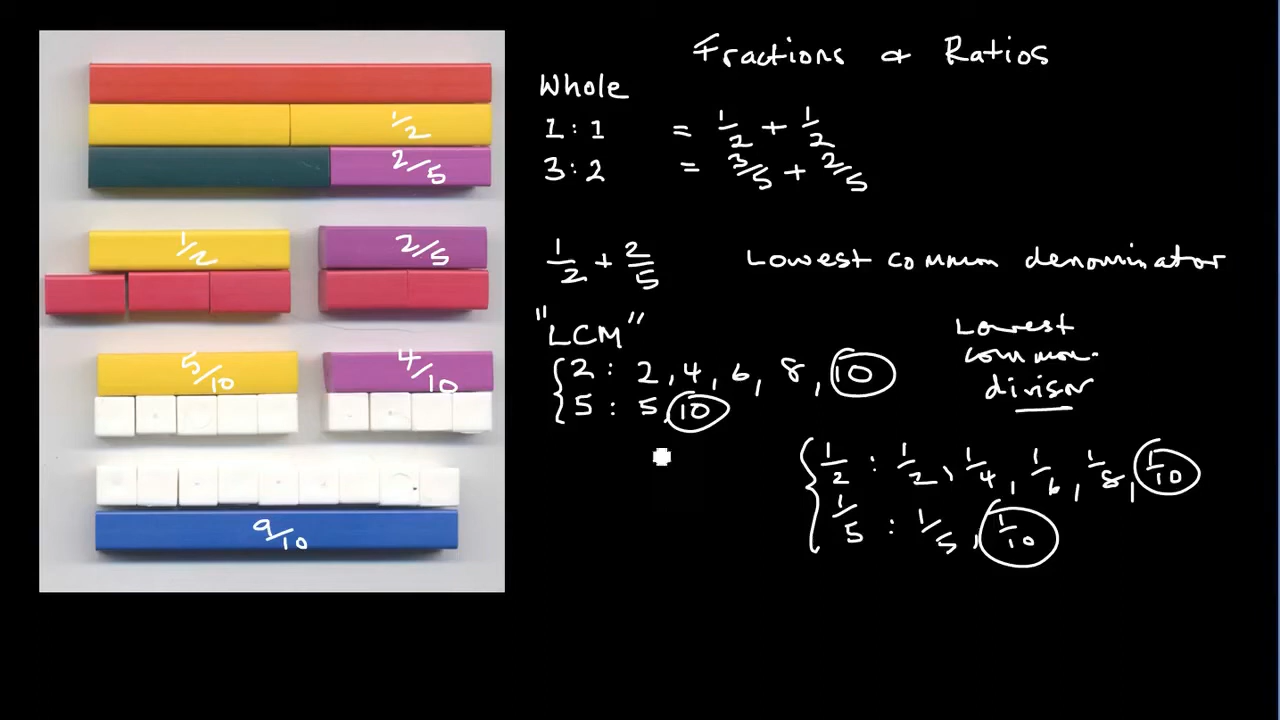 Fractions & Ratios
Whole
1 : 1 = 1/2 + 1/2
3 : 2 = 3/5 + 2/5
1/2
2/5
1/2
2/5
1/2 + 2/5
Lowest common denominator
"LCM"
2 : 2, 4, 6, 8, 10
5 : 5, 10
Lowest
common
divisor
5/10
4/10
1/2 : 1/2, 1/4, 1/6, 1/8, 1/10
1/5 : 1/5, 1/10
9/10